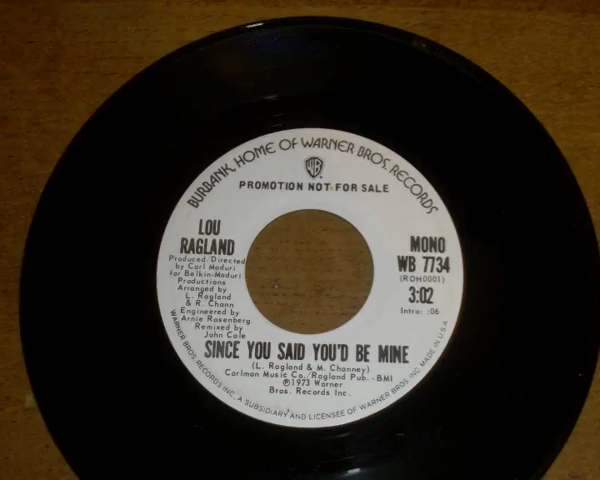 BURBANK, HOME OF WARNER BROS. RECORDS
WB
PROMOTION NOT FOR SALE
LOU
RAGLAND
Produced/Directed
by Carl Maduri
for Belkin-Maduri
Productions
Arranged by
L. Ragland
& R. Chann
Engineered by
Arnie Rosenberg
Remixed by
John Cale
MONO
WB 7734
(ROH0001)
3:02
Intro: :06
SINCE YOU SAID YOU'D BE MINE
(L. Ragland & M. Channey)
Carlman Music Co./Ragland Pub.-BMI
Ⓟ1973 Warner
Bros. Records Inc.
WARNER BROS. RECORDS INC., A SUBSIDIARY AND LICENSEE OF WARNER BROS. INC. MADE IN U.S.A.